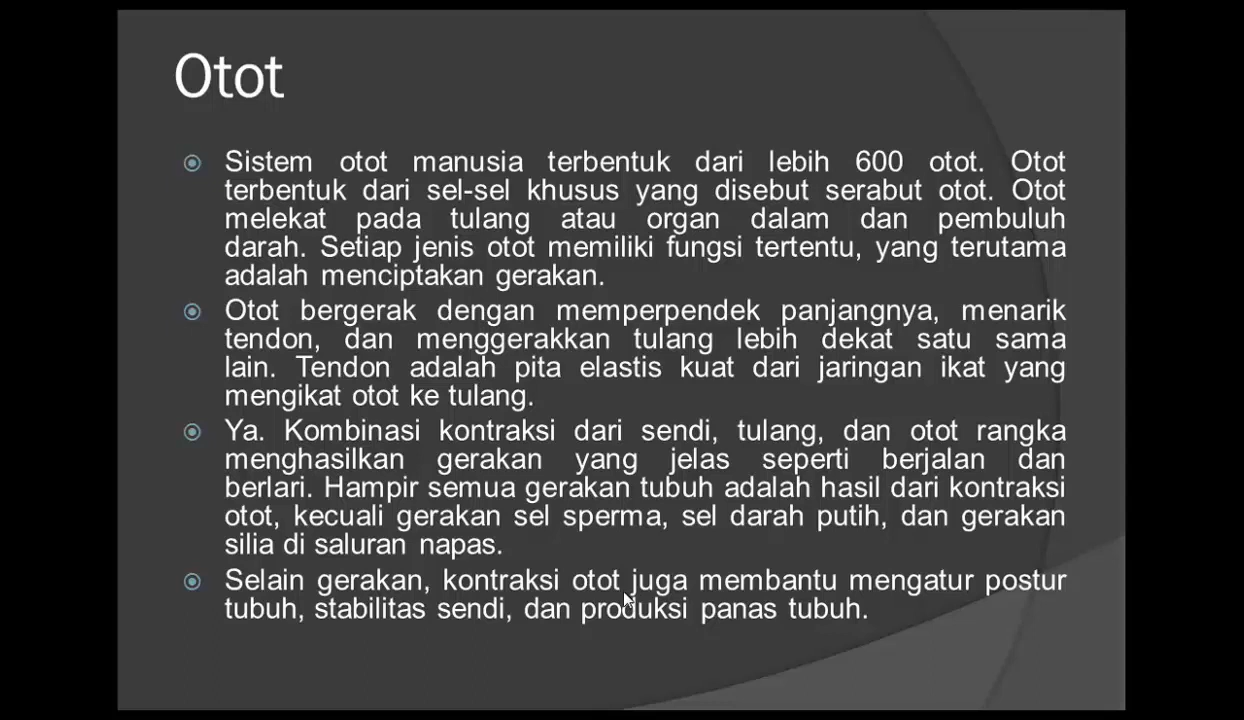 Otot
Sistem otot manusia terbentuk dari lebih 600 otot. Otot
terbentuk dari sel-sel khusus yang disebut serabut otot. Otot
melekat pada tulang atau organ dalam dan pembuluh
darah. Setiap jenis otot memiliki fungsi tertentu, yang terutama
adalah menciptakan gerakan.
Otot bergerak dengan memperpendek panjangnya, menarik
tendon, dan menggerakkan tulang lebih dekat satu sama
lain. Tendon adalah pita elastis kuat dari jaringan ikat yang
mengikat otot ke tulang.
Ya. Kombinasi kontraksi dari sendi, tulang, dan otot rangka
menghasilkan gerakan yang jelas seperti berjalan dan
berlari. Hampir semua gerakan tubuh adalah hasil dari kontraksi
otot, kecuali gerakan sel sperma, sel darah putih, dan gerakan
silia di saluran napas.
Selain gerakan, kontraksi otot juga membantu mengatur postur
tubuh, stabilitas sendi, dan produksi panas tubuh.